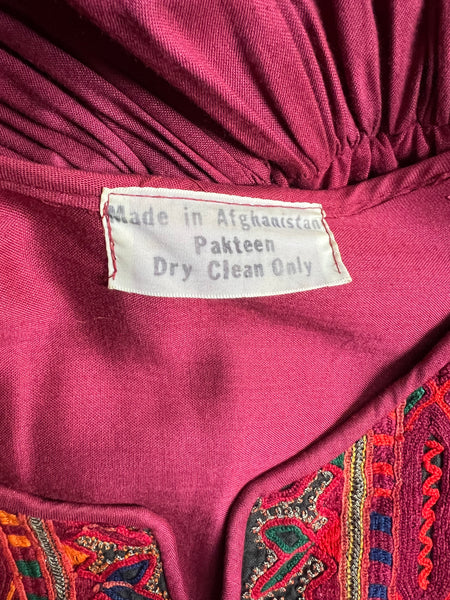 Made in Afghanistan
Pakteen
Dry Clean Only